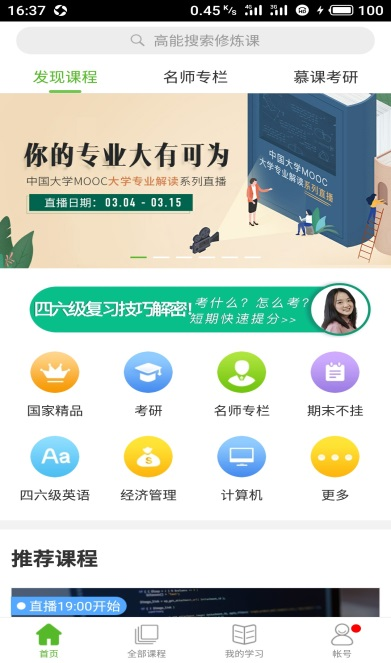 16:37
0.45 K/s 4G 3G HD 100
高能搜索修炼课
发现课程 名师专栏 慕课考研
你的专业大有可为
中国大学MOOC大学专业解读系列直播
直播日期：03.04 — 03.15
中国大学MOOC
大学专业解读系列直播
四六级复习技巧解密!
考什么？怎么考？
短期快速提分>>
国家精品 考研 名师专栏 期末不挂
Aa
四六级英语 经济管理 计算机 更多
推荐课程
直播19:00开始
首页 全部课程 我的学习 帐号